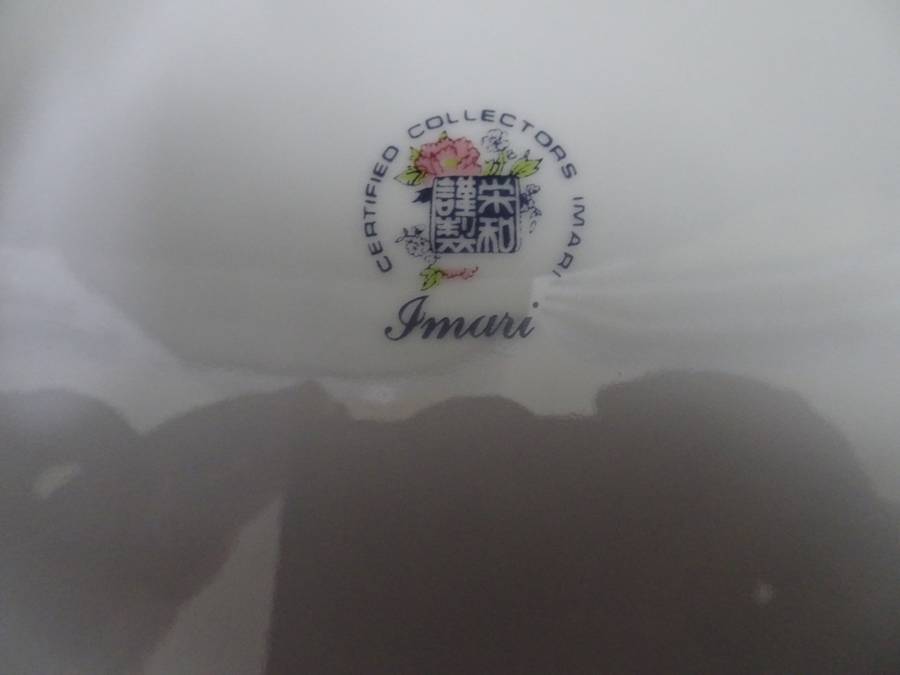 CERTIFIED COLLECTORS IMARI
栄和
謹製
Imari